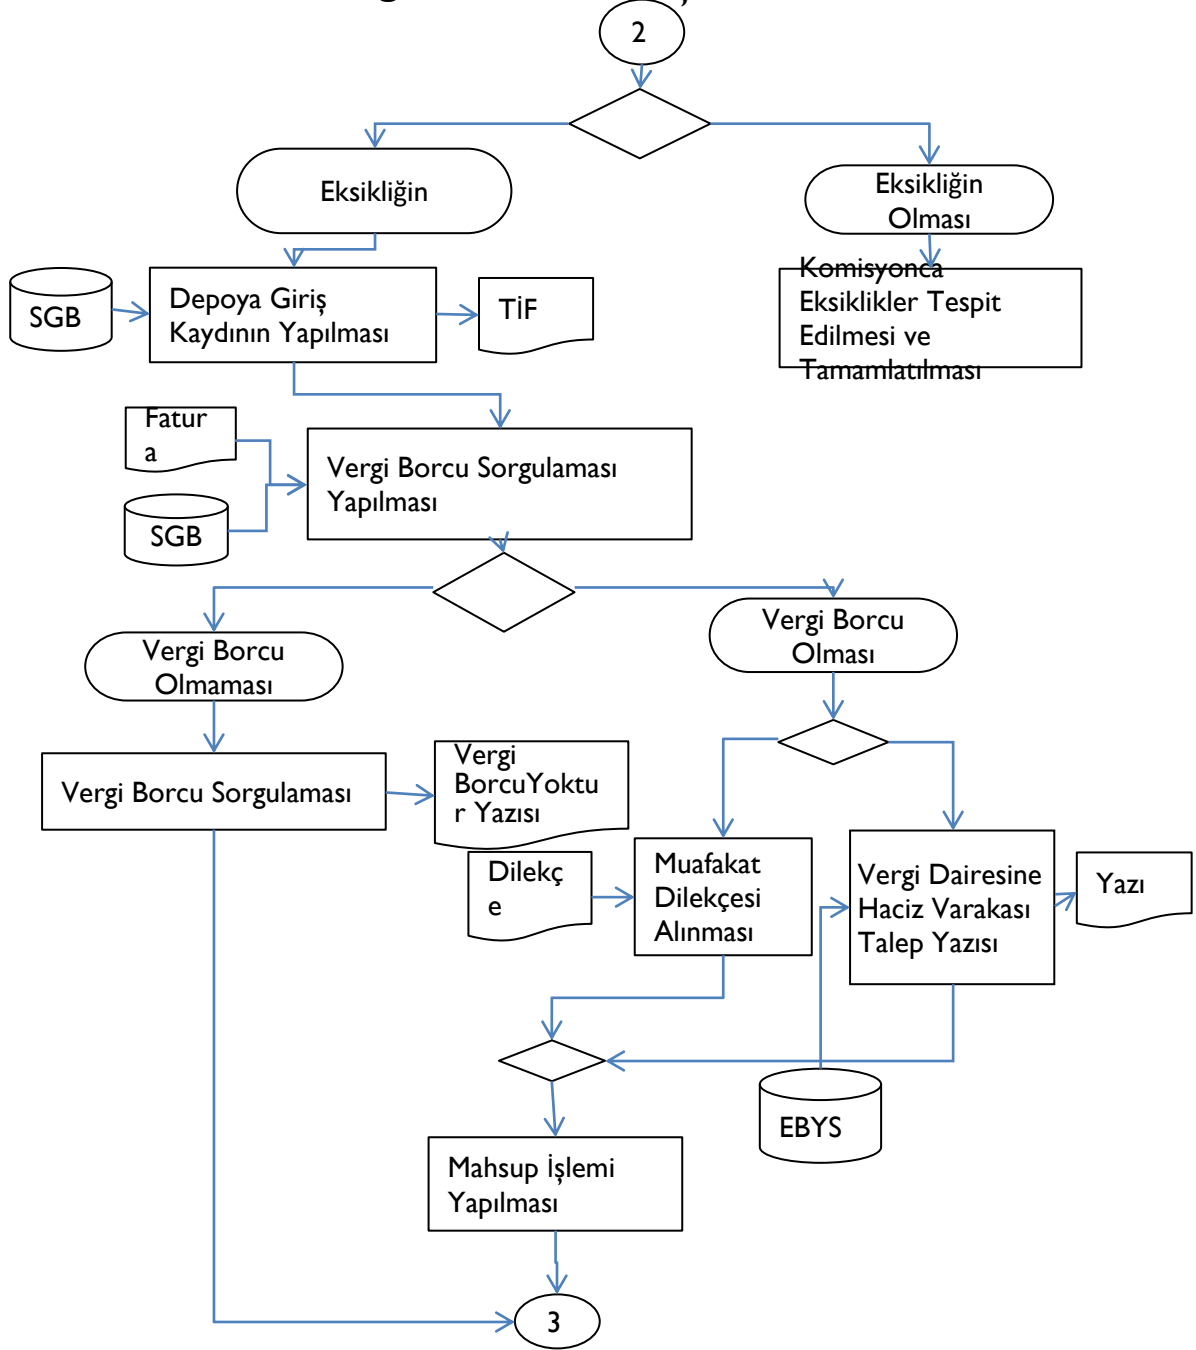 2
Eksikliğin
Eksikliğin
Olması
SGB
Depoya Giriş
Kaydının Yapılması
TİF
Komisyonca
Eksiklikler Tespit
Edilmesi ve
Tamamlatılması
Fatur
a
SGB
Vergi Borcu Sorgulaması
Yapılması
Vergi Borcu
Olmaması
Vergi Borcu
Olması
Vergi Borcu Sorgulaması
Vergi
BorcuYoktu
r Yazısı
Dilekç
e
Muafakat
Dilekçesi
Alınması
Vergi Dairesine
Haciz Varakası
Talep Yazısı
Yazı
EBYS
Mahsup İşlemi
Yapılması
3